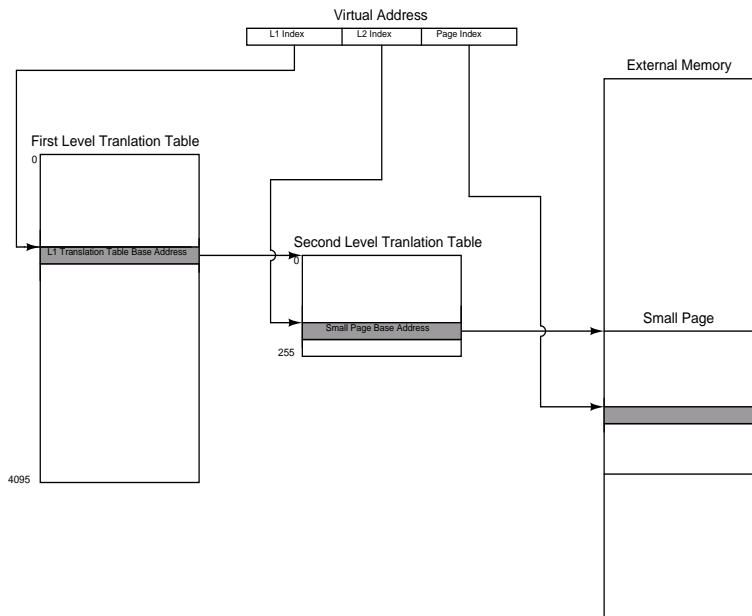 Virtual Address
L1 Index
L2 Index
Page Index
External Memory
First Level Tranlation Table
0
L1 Translation Table Base Address
Second Level Tranlation Table
0
Small Page
Small Page Base Address
255
4095